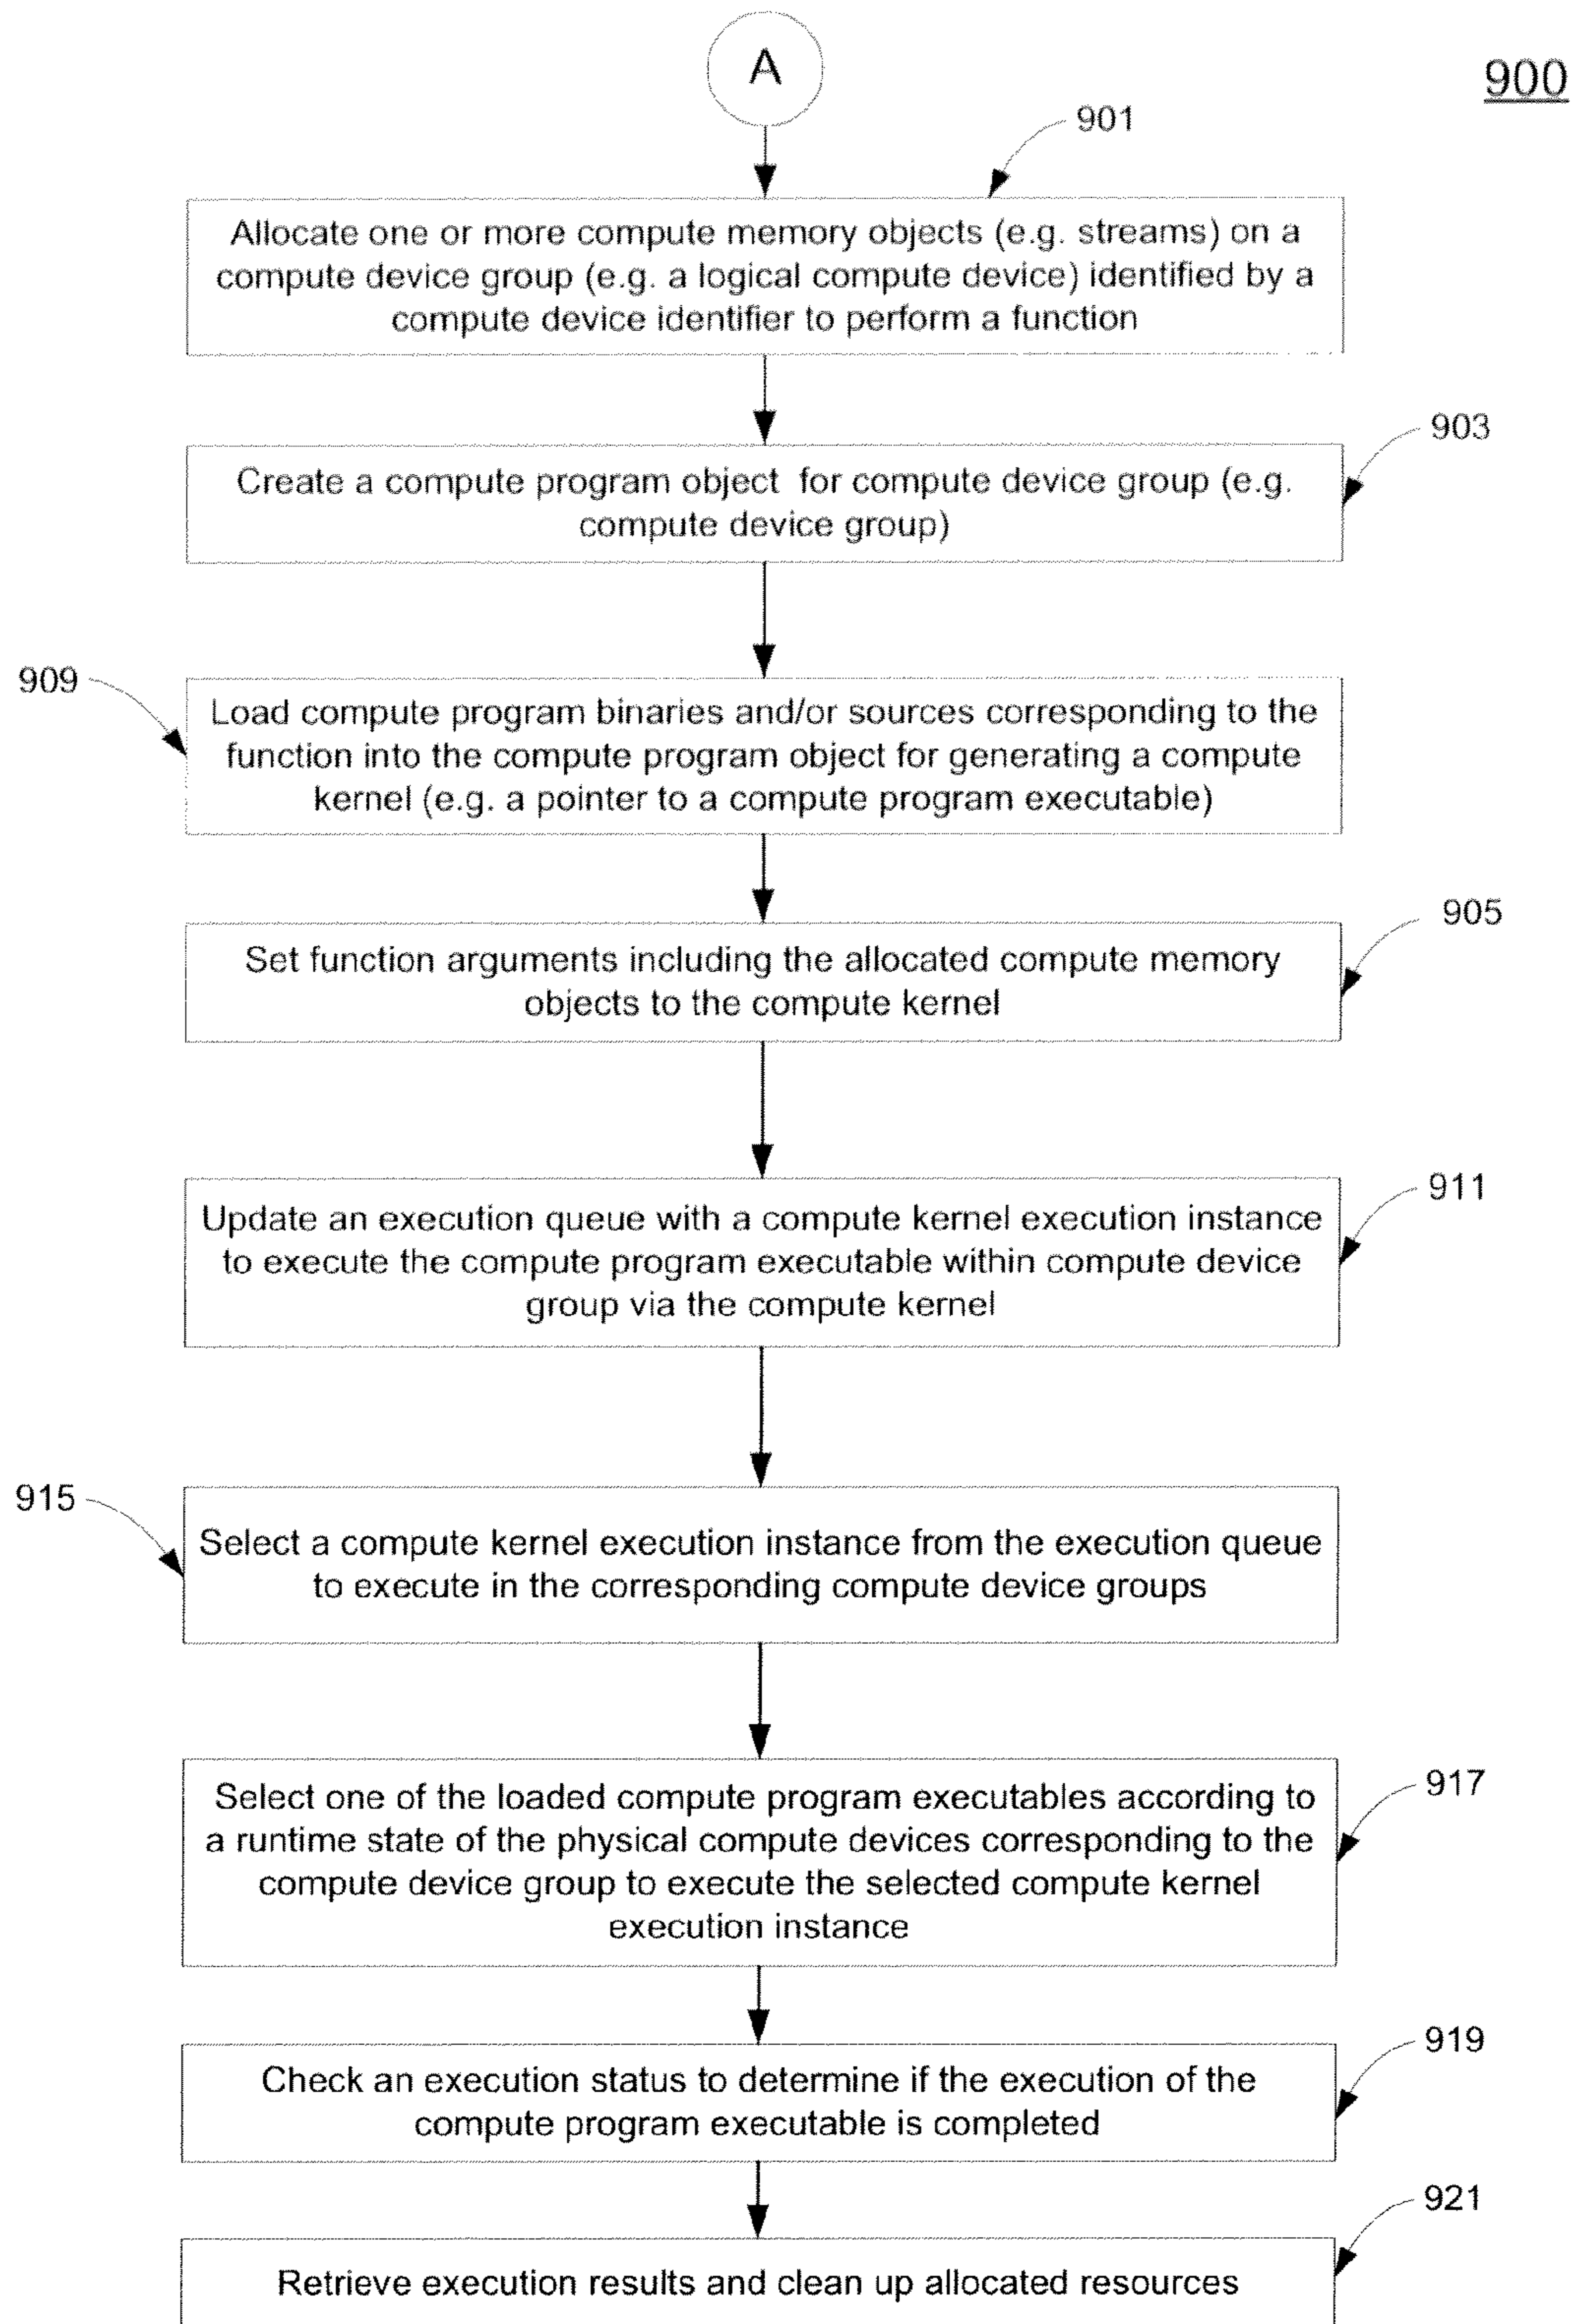 A
900
901
Allocate one or more compute memory objects (e.g. streams) on a
compute device group (e.g. a logical compute device) identified by a
compute device identifier to perform a function
903
Create a compute program object for compute device group (e.g.
compute device group)
909
Load compute program binaries and/or sources corresponding to the
function into the compute program object for generating a compute
kernel (e.g. a pointer to a compute program executable)
905
Set function arguments including the allocated compute memory
objects to the compute kernel
911
Update an execution queue with a compute kernel execution instance
to execute the compute program executable within compute device
group via the compute kernel
915
Select a compute kernel execution instance from the execution queue
to execute in the corresponding compute device groups
917
Select one of the loaded compute program executables according to
a runtime state of the physical compute devices corresponding to the
compute device group to execute the selected compute kernel
execution instance
919
Check an execution status to determine if the execution of the
compute program executable is completed
921
Retrieve execution results and clean up allocated resources